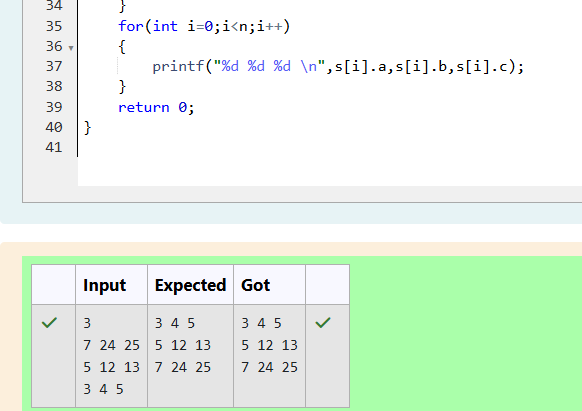 34 }
35 for(int i=0;i<n;i++)
36 {
37 printf("%d %d %d \n",s[i].a,s[i].b,s[i].c);
38 }
39 return 0;
40 }
41
Input Expected Got
3 3 4 5 3 4 5
7 24 25 5 12 13 5 12 13
5 12 13 7 24 25 7 24 25
3 4 5